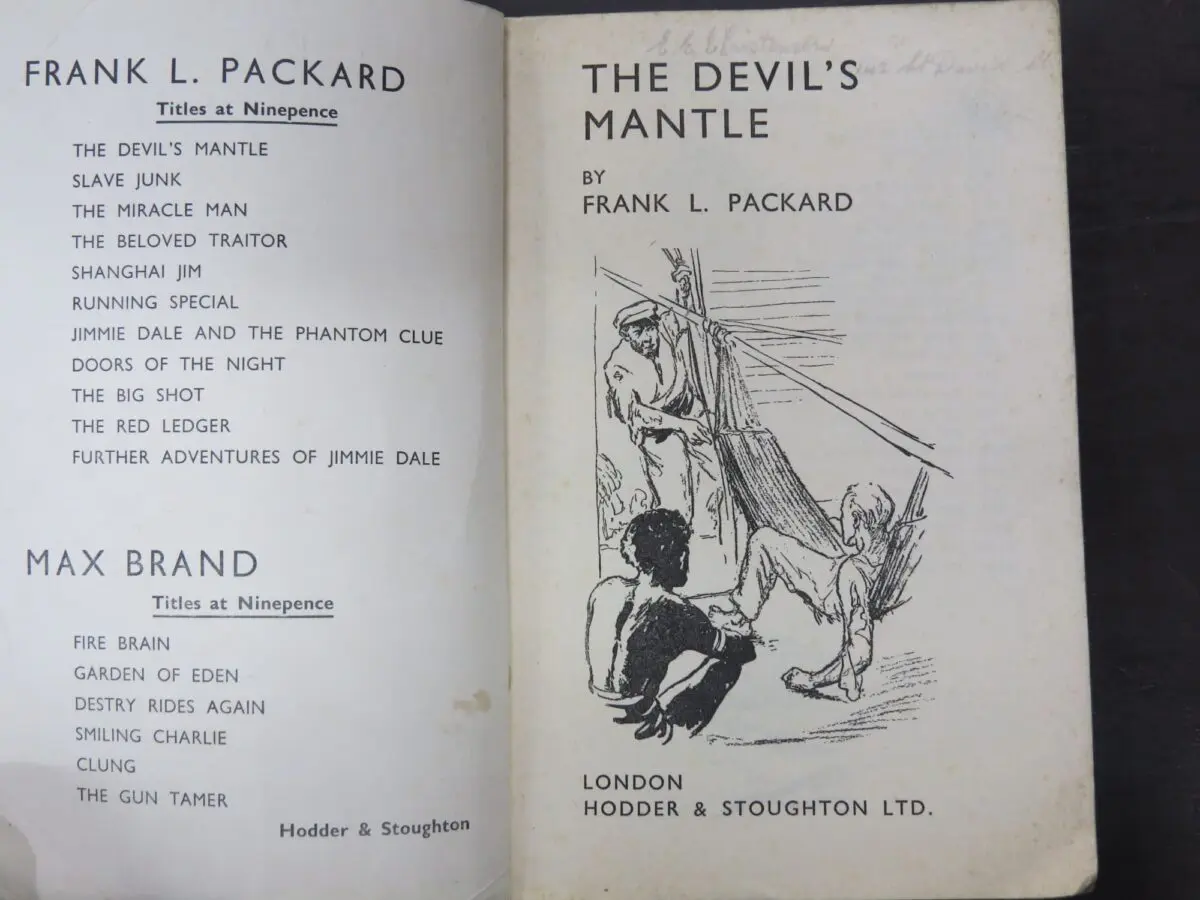 FRANK L. PACKARD
Titles at Ninepence
THE DEVIL'S MANTLE
SLAVE JUNK
THE MIRACLE MAN
THE BELOVED TRAITOR
SHANGHAI JIM
RUNNING SPECIAL
JIMMIE DALE AND THE PHANTOM CLUE
DOORS OF THE NIGHT
THE BIG SHOT
THE RED LEDGER
FURTHER ADVENTURES OF JIMMIE DALE
MAX BRAND
Titles at Ninepence
FIRE BRAIN
GARDEN OF EDEN
DESTRY RIDES AGAIN
SMILING CHARLIE
CLUNG
THE GUN TAMER
Hodder & Stoughton
THE DEVIL'S
MANTLE
BY
FRANK L. PACKARD
LONDON
HODDER & STOUGHTON LTD.